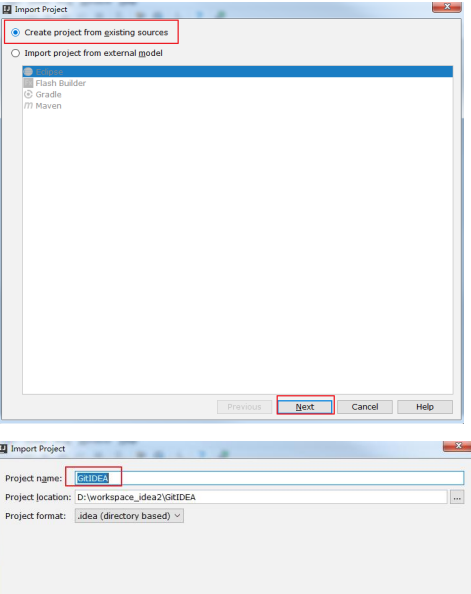 Import Project
Create project from existing sources
Import project from external model
Eclipse
Flash Builder
Gradle
Maven
Previous Next Cancel Help
Import Project
Project name: GitIDEA
Project location: D:\workspace_idea2\GitIDEA ...
Project format: .idea (directory based)